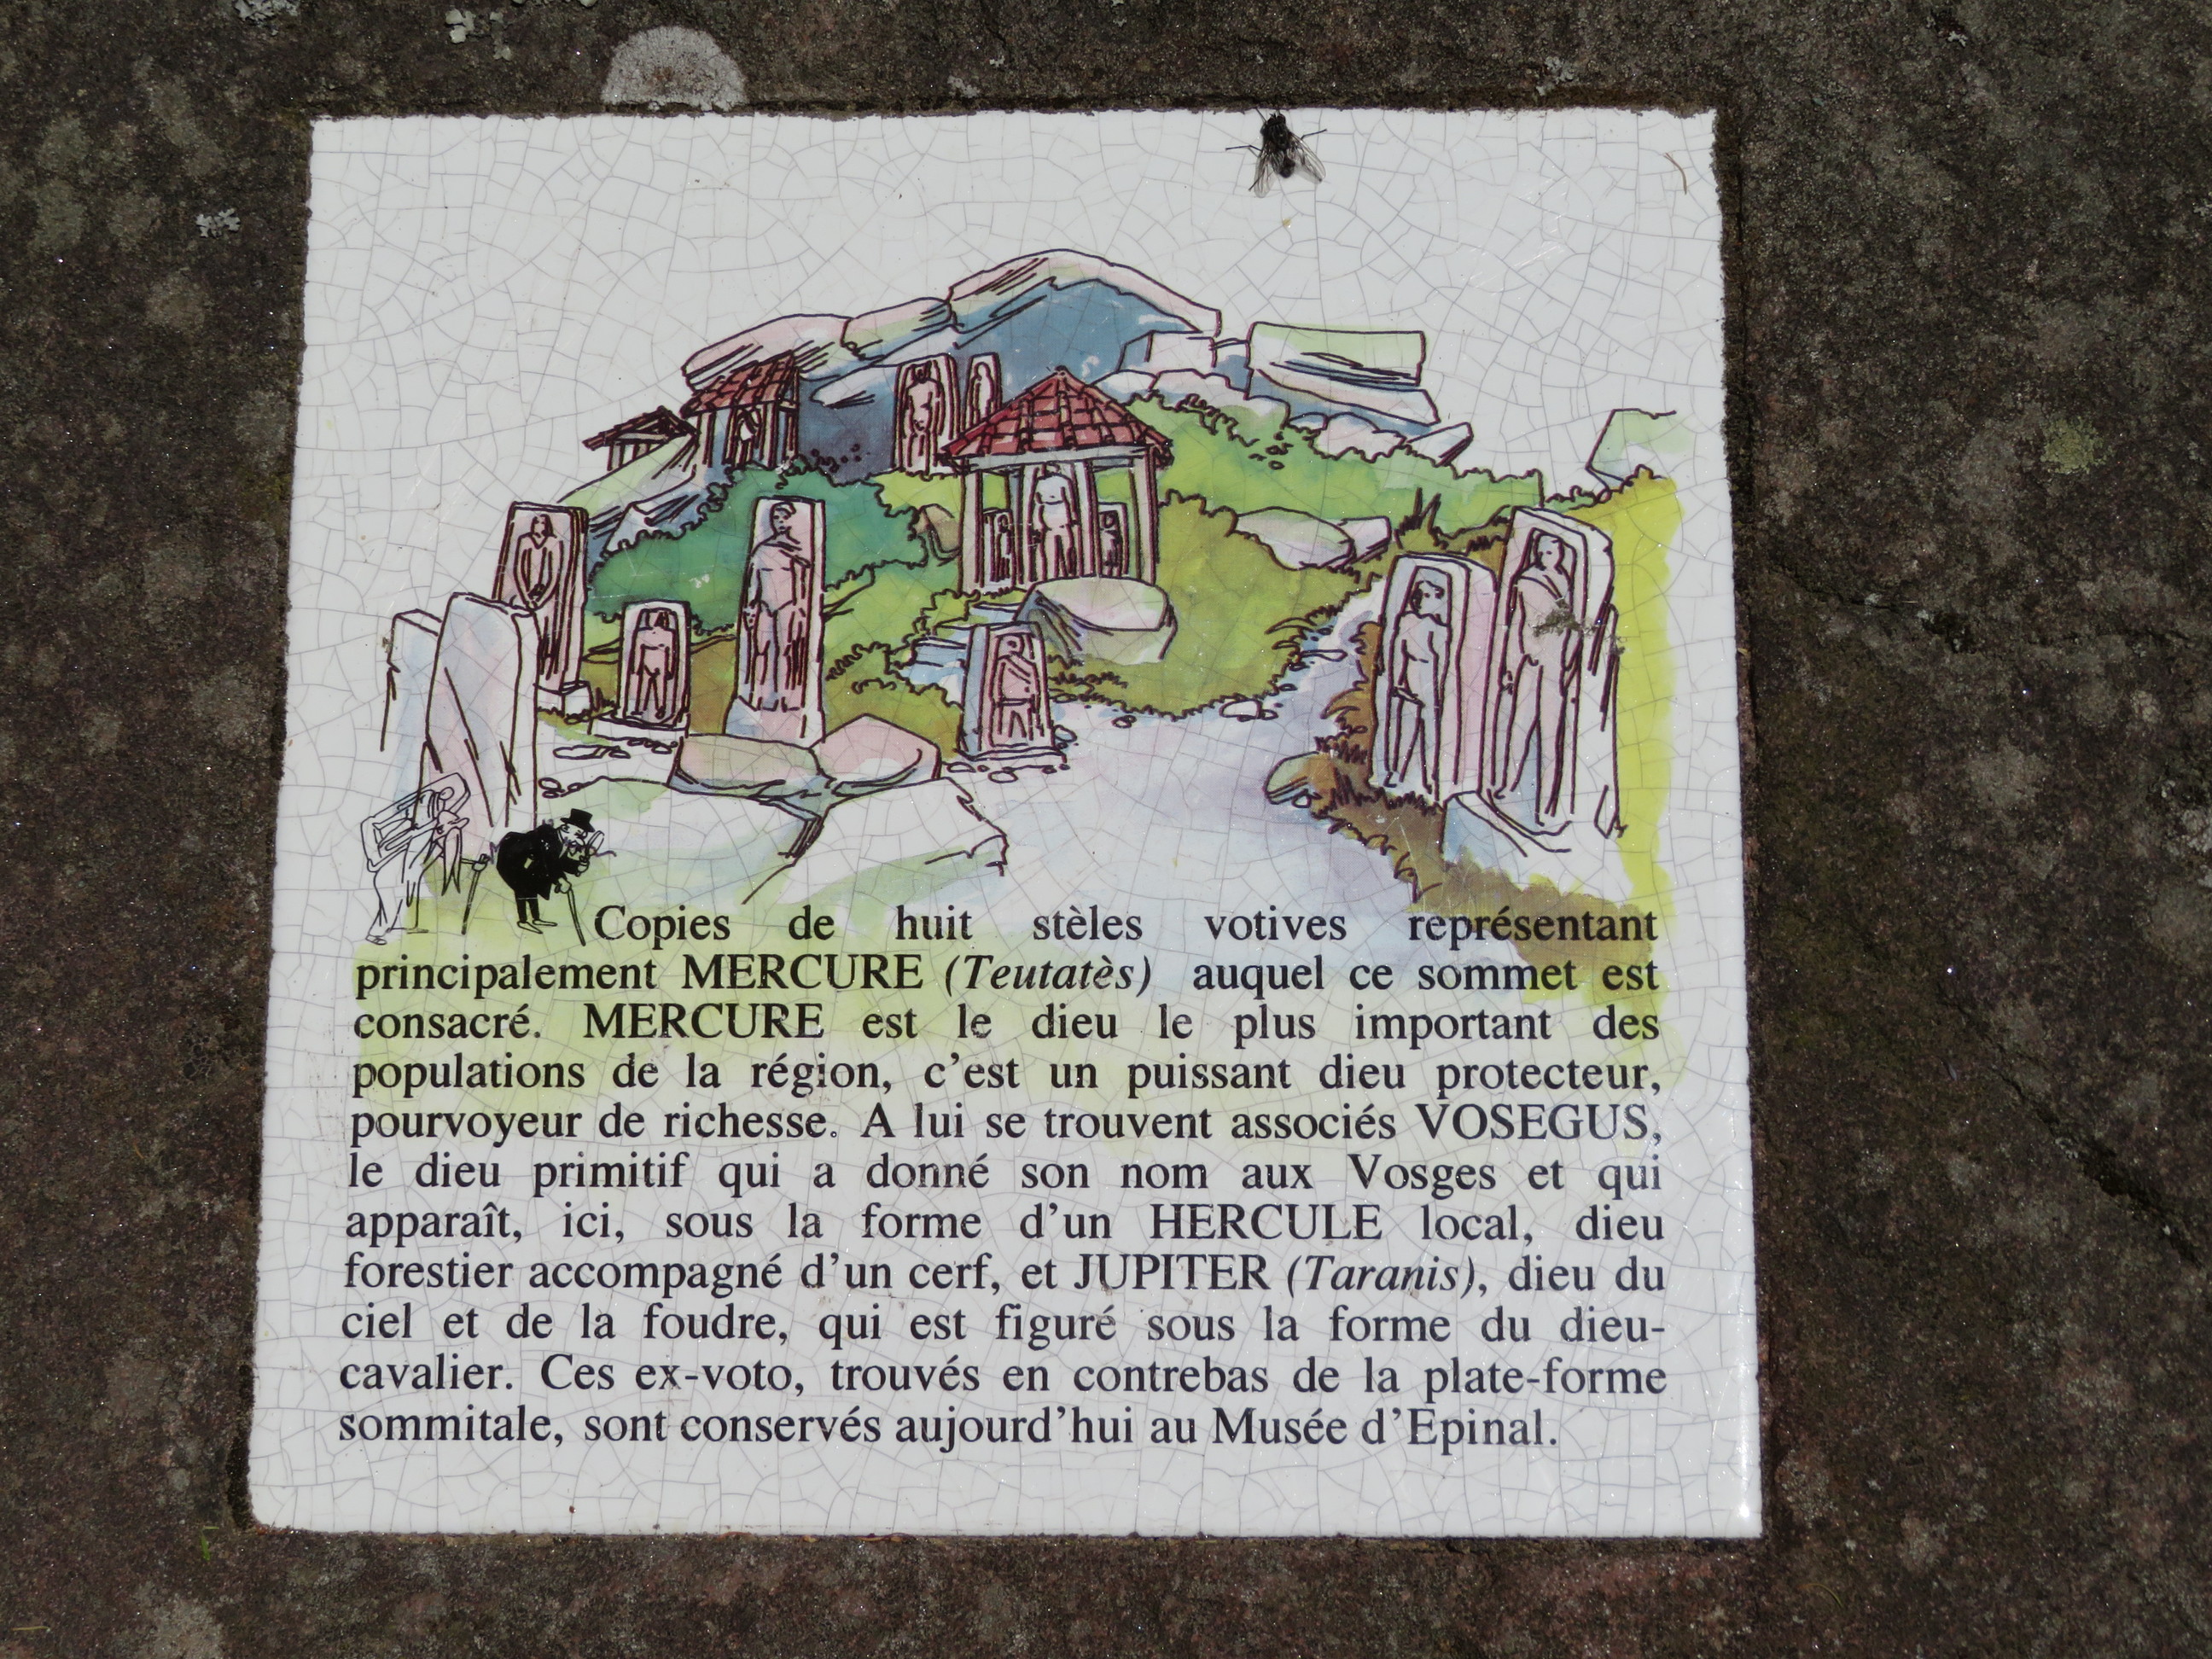 Copies de huit stèles votives représentant
principalement MERCURE (Teutatès) auquel ce sommet est
consacré. MERCURE est le dieu le plus important des
populations de la région, c'est un puissant dieu protecteur,
pourvoyeur de richesse. A lui se trouvent associés VOSEGUS,
le dieu primitif qui a donné son nom aux Vosges et qui
apparaît, ici, sous la forme d'un HERCULE local, dieu
forestier accompagné d'un cerf, et JUPITER (Taranis), dieu du
ciel et de la foudre, qui est figuré sous la forme du dieu-
cavalier. Ces ex-voto, trouvés en contrebas de la plate-forme
sommitale, sont conservés aujourd'hui au Musée d'Epinal.